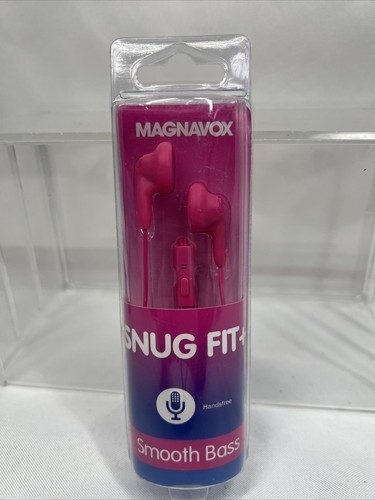 MAGNAVOX
SNUG FIT+
Handsfree
Smooth Bass